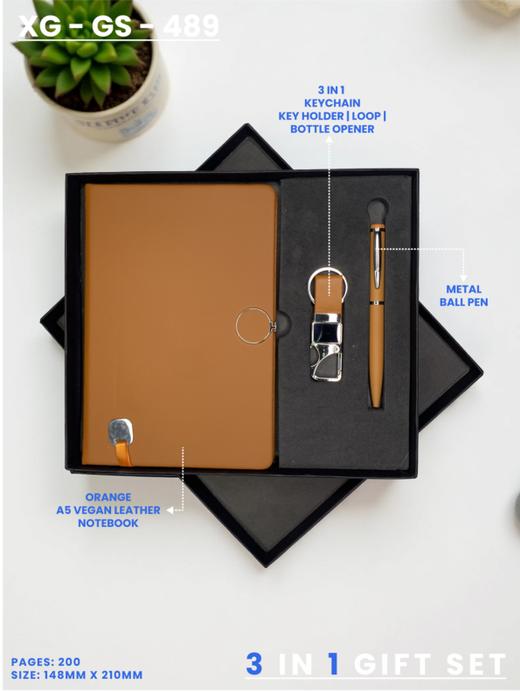 XG - GS - 489
3 IN 1
KEYCHAIN
KEY HOLDER | LOOP |
BOTTLE OPENER
METAL
BALL PEN
ORANGE
A5 VEGAN LEATHER
NOTEBOOK
PAGES: 200
SIZE: 148MM X 210MM
3 IN 1 GIFT SET